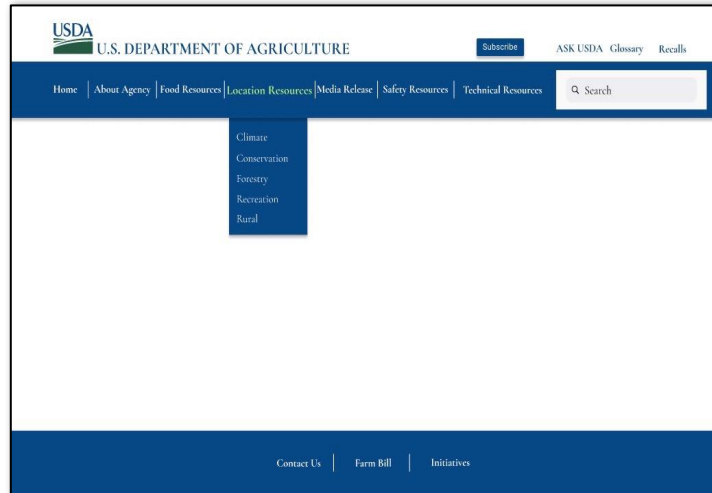 USDA
U.S. DEPARTMENT OF AGRICULTURE
Subscribe
ASK USDA Glossary Recalls
Home About Agency Food Resources Location Resources Media Release Safety Resources Technical Resources
Search
Climate
Conservation
Forestry
Recreation
Rural
Contact Us Farm Bill Initiatives